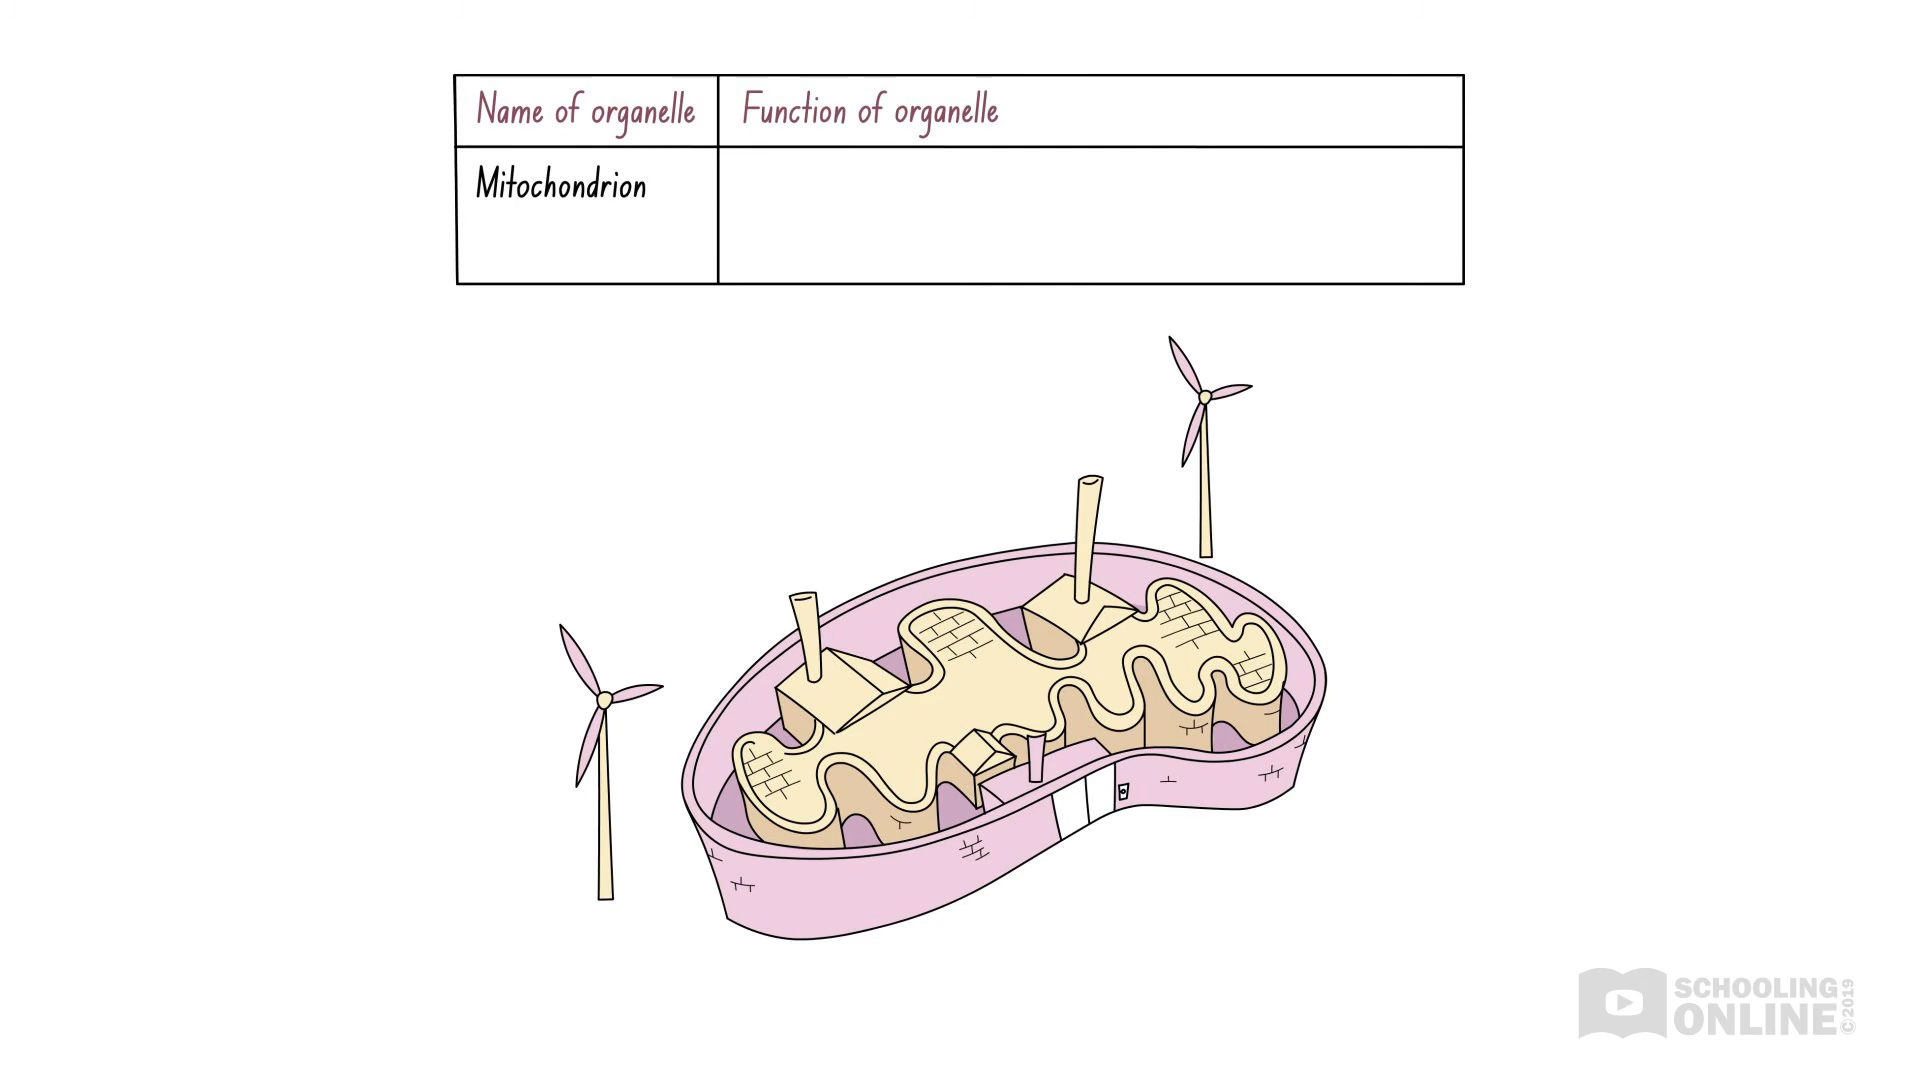 Name of organelle
Function of organelle
Mitochondrion
SCHOOLING
ONLINE
©2019